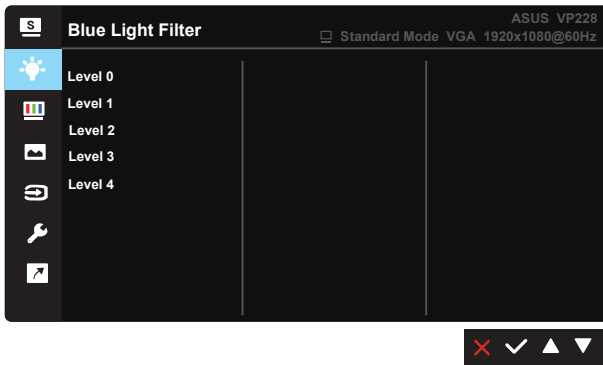 S
Blue Light Filter
ASUS VP228
Standard Mode VGA 1920x1080@60Hz
Level 0
Level 1
Level 2
Level 3
Level 4